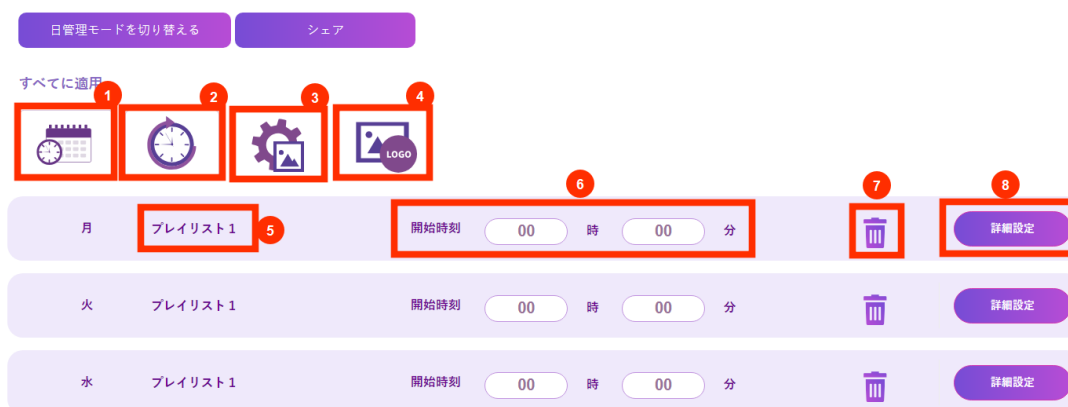 日管理モードを切り替える シェア
すべてに適用
1 2 3 4
LOGO
6 7 8
月 プレイリスト1 5 開始時刻 00 時 00 分 詳細設定
火 プレイリスト1 開始時刻 00 時 00 分 詳細設定
水 プレイリスト1 開始時刻 00 時 00 分 詳細設定